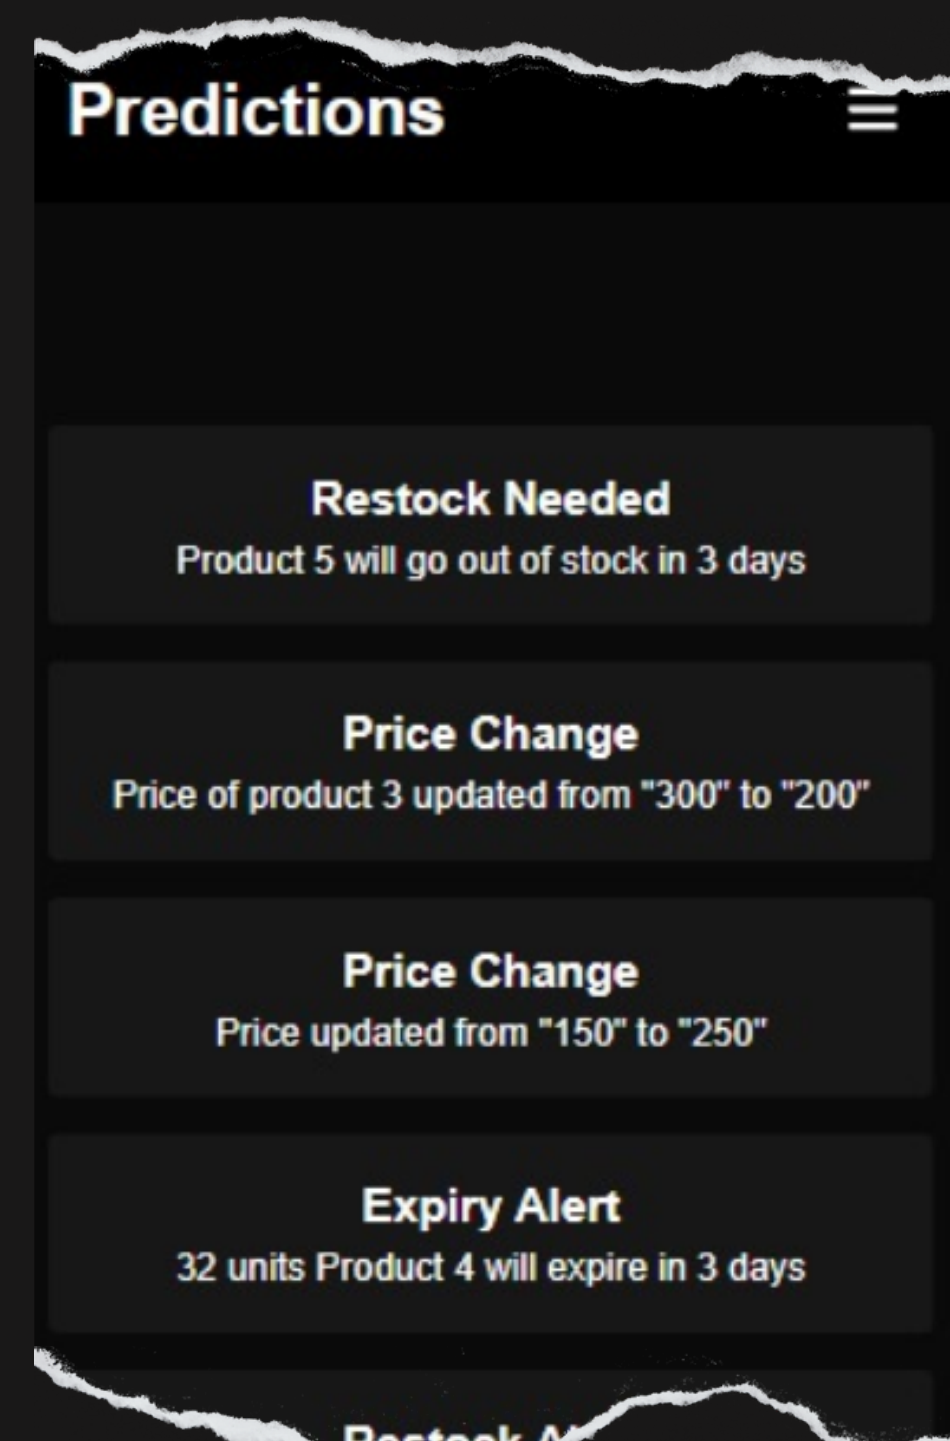 Predictions
Restock Needed
Product 5 will go out of stock in 3 days
Price Change
Price of product 3 updated from "300" to "200"
Price Change
Price updated from "150" to "250"
Expiry Alert
32 units Product 4 will expire in 3 days
Restock